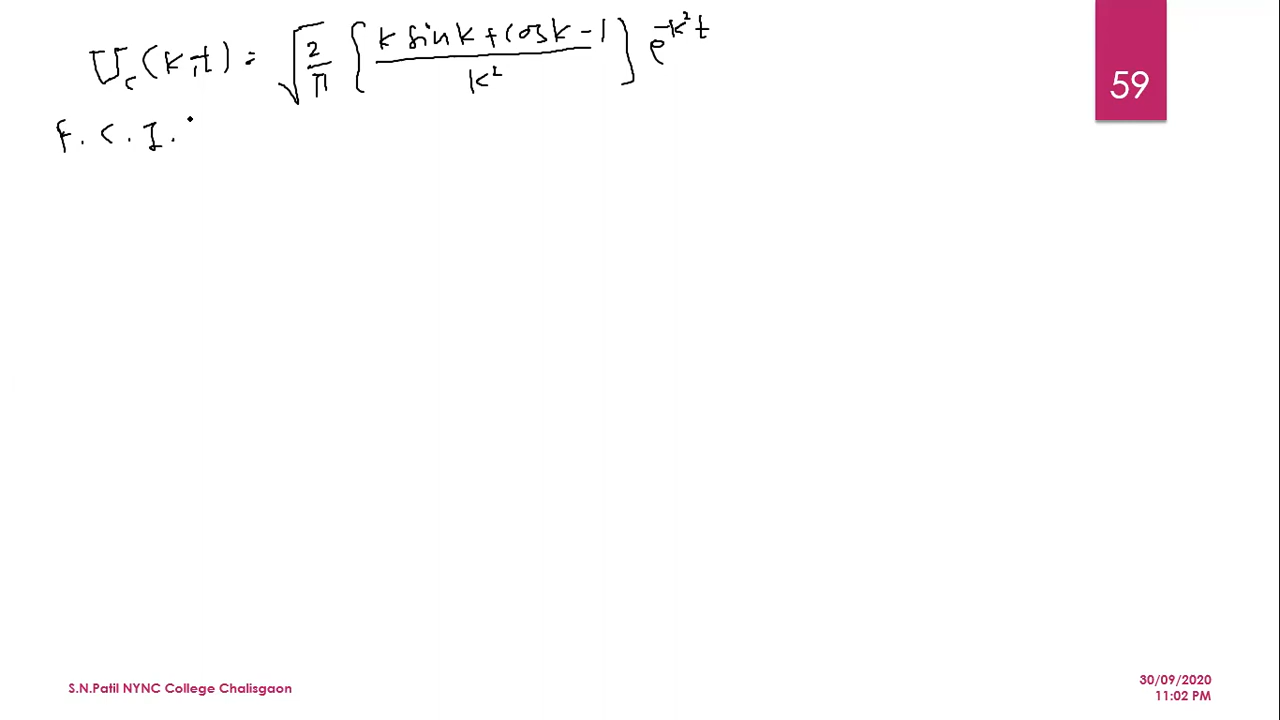 U_c(k,t) = √(2/π) { (k sin k + cos k - 1) / k² } e^{-k²t}
59
F. C. I.
S.N.Patil NYNC College Chalisgaon
30/09/2020
11:02 PM